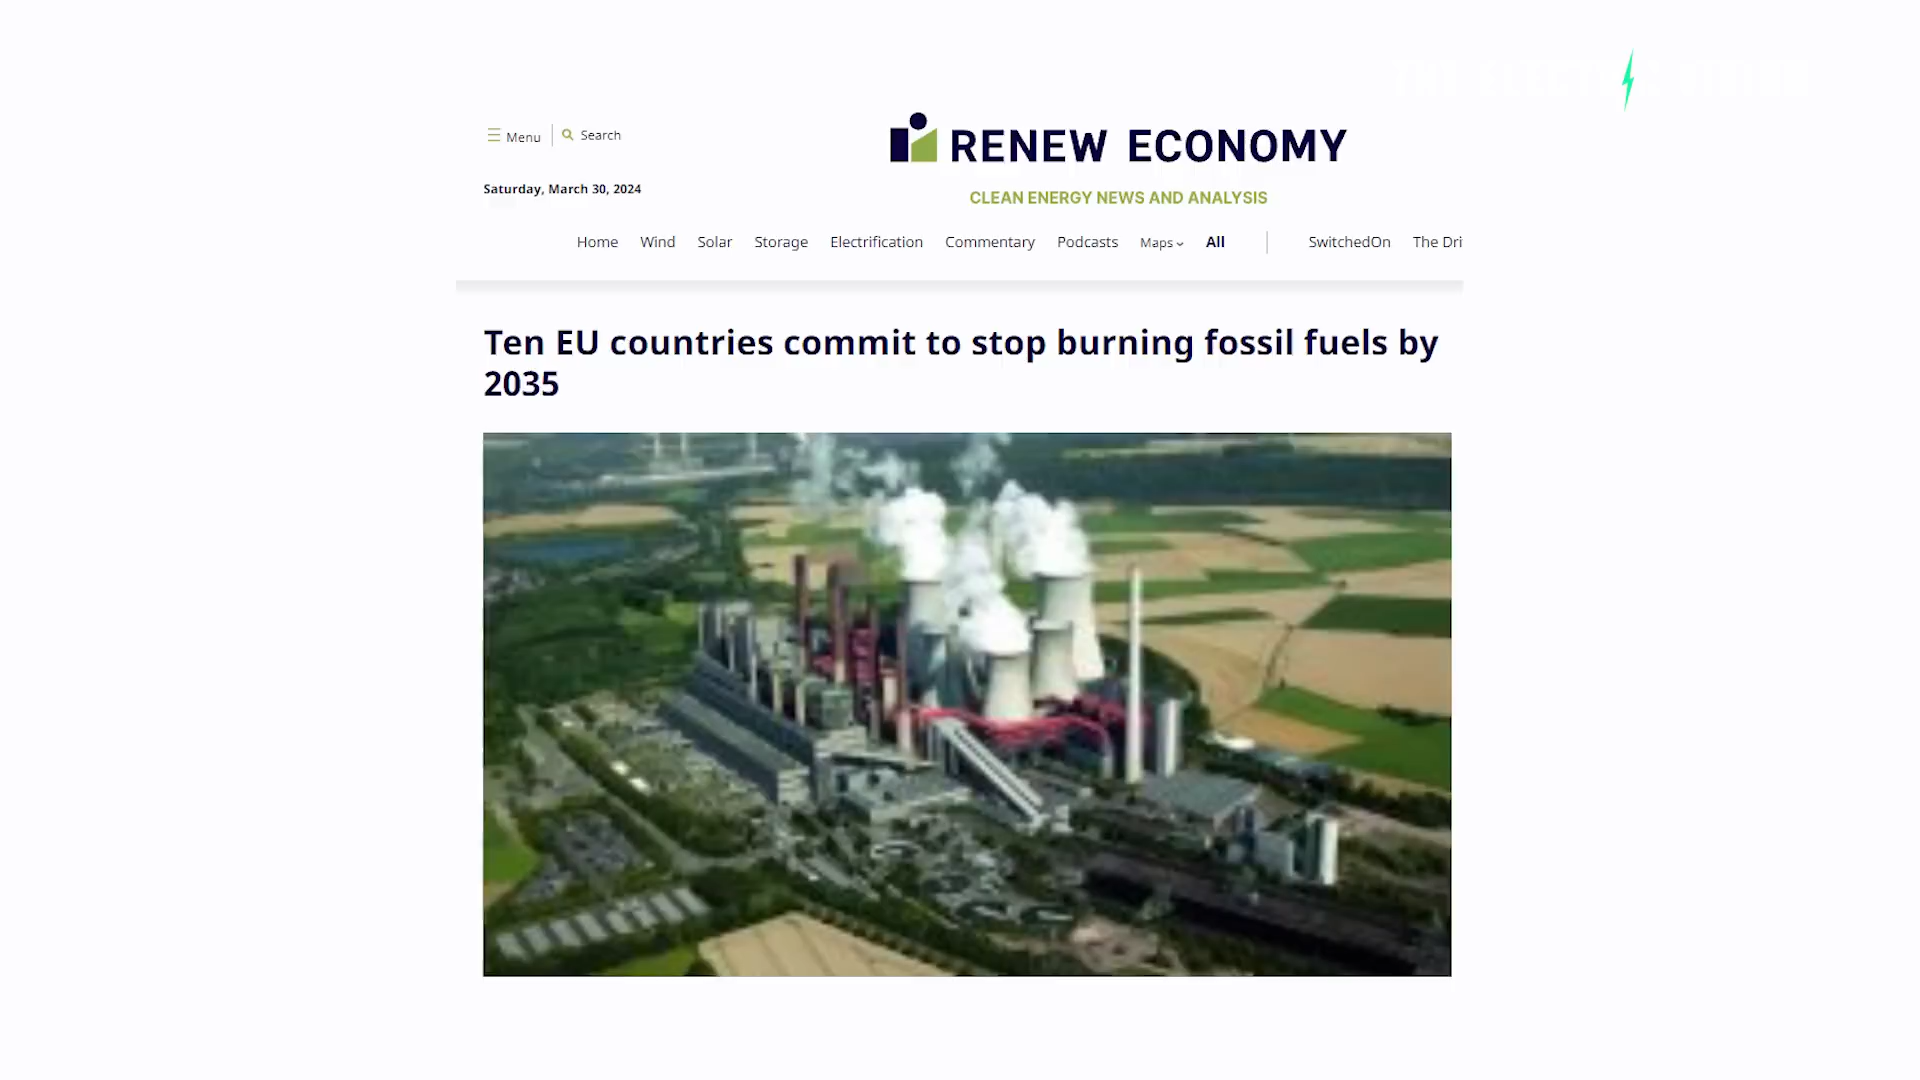 Menu
Search
RENEW ECONOMY
Saturday, March 30, 2024
CLEAN ENERGY NEWS AND ANALYSIS
Home Wind Solar Storage Electrification Commentary Podcasts Maps All SwitchedOn The Dri
Ten EU countries commit to stop burning fossil fuels by
2035